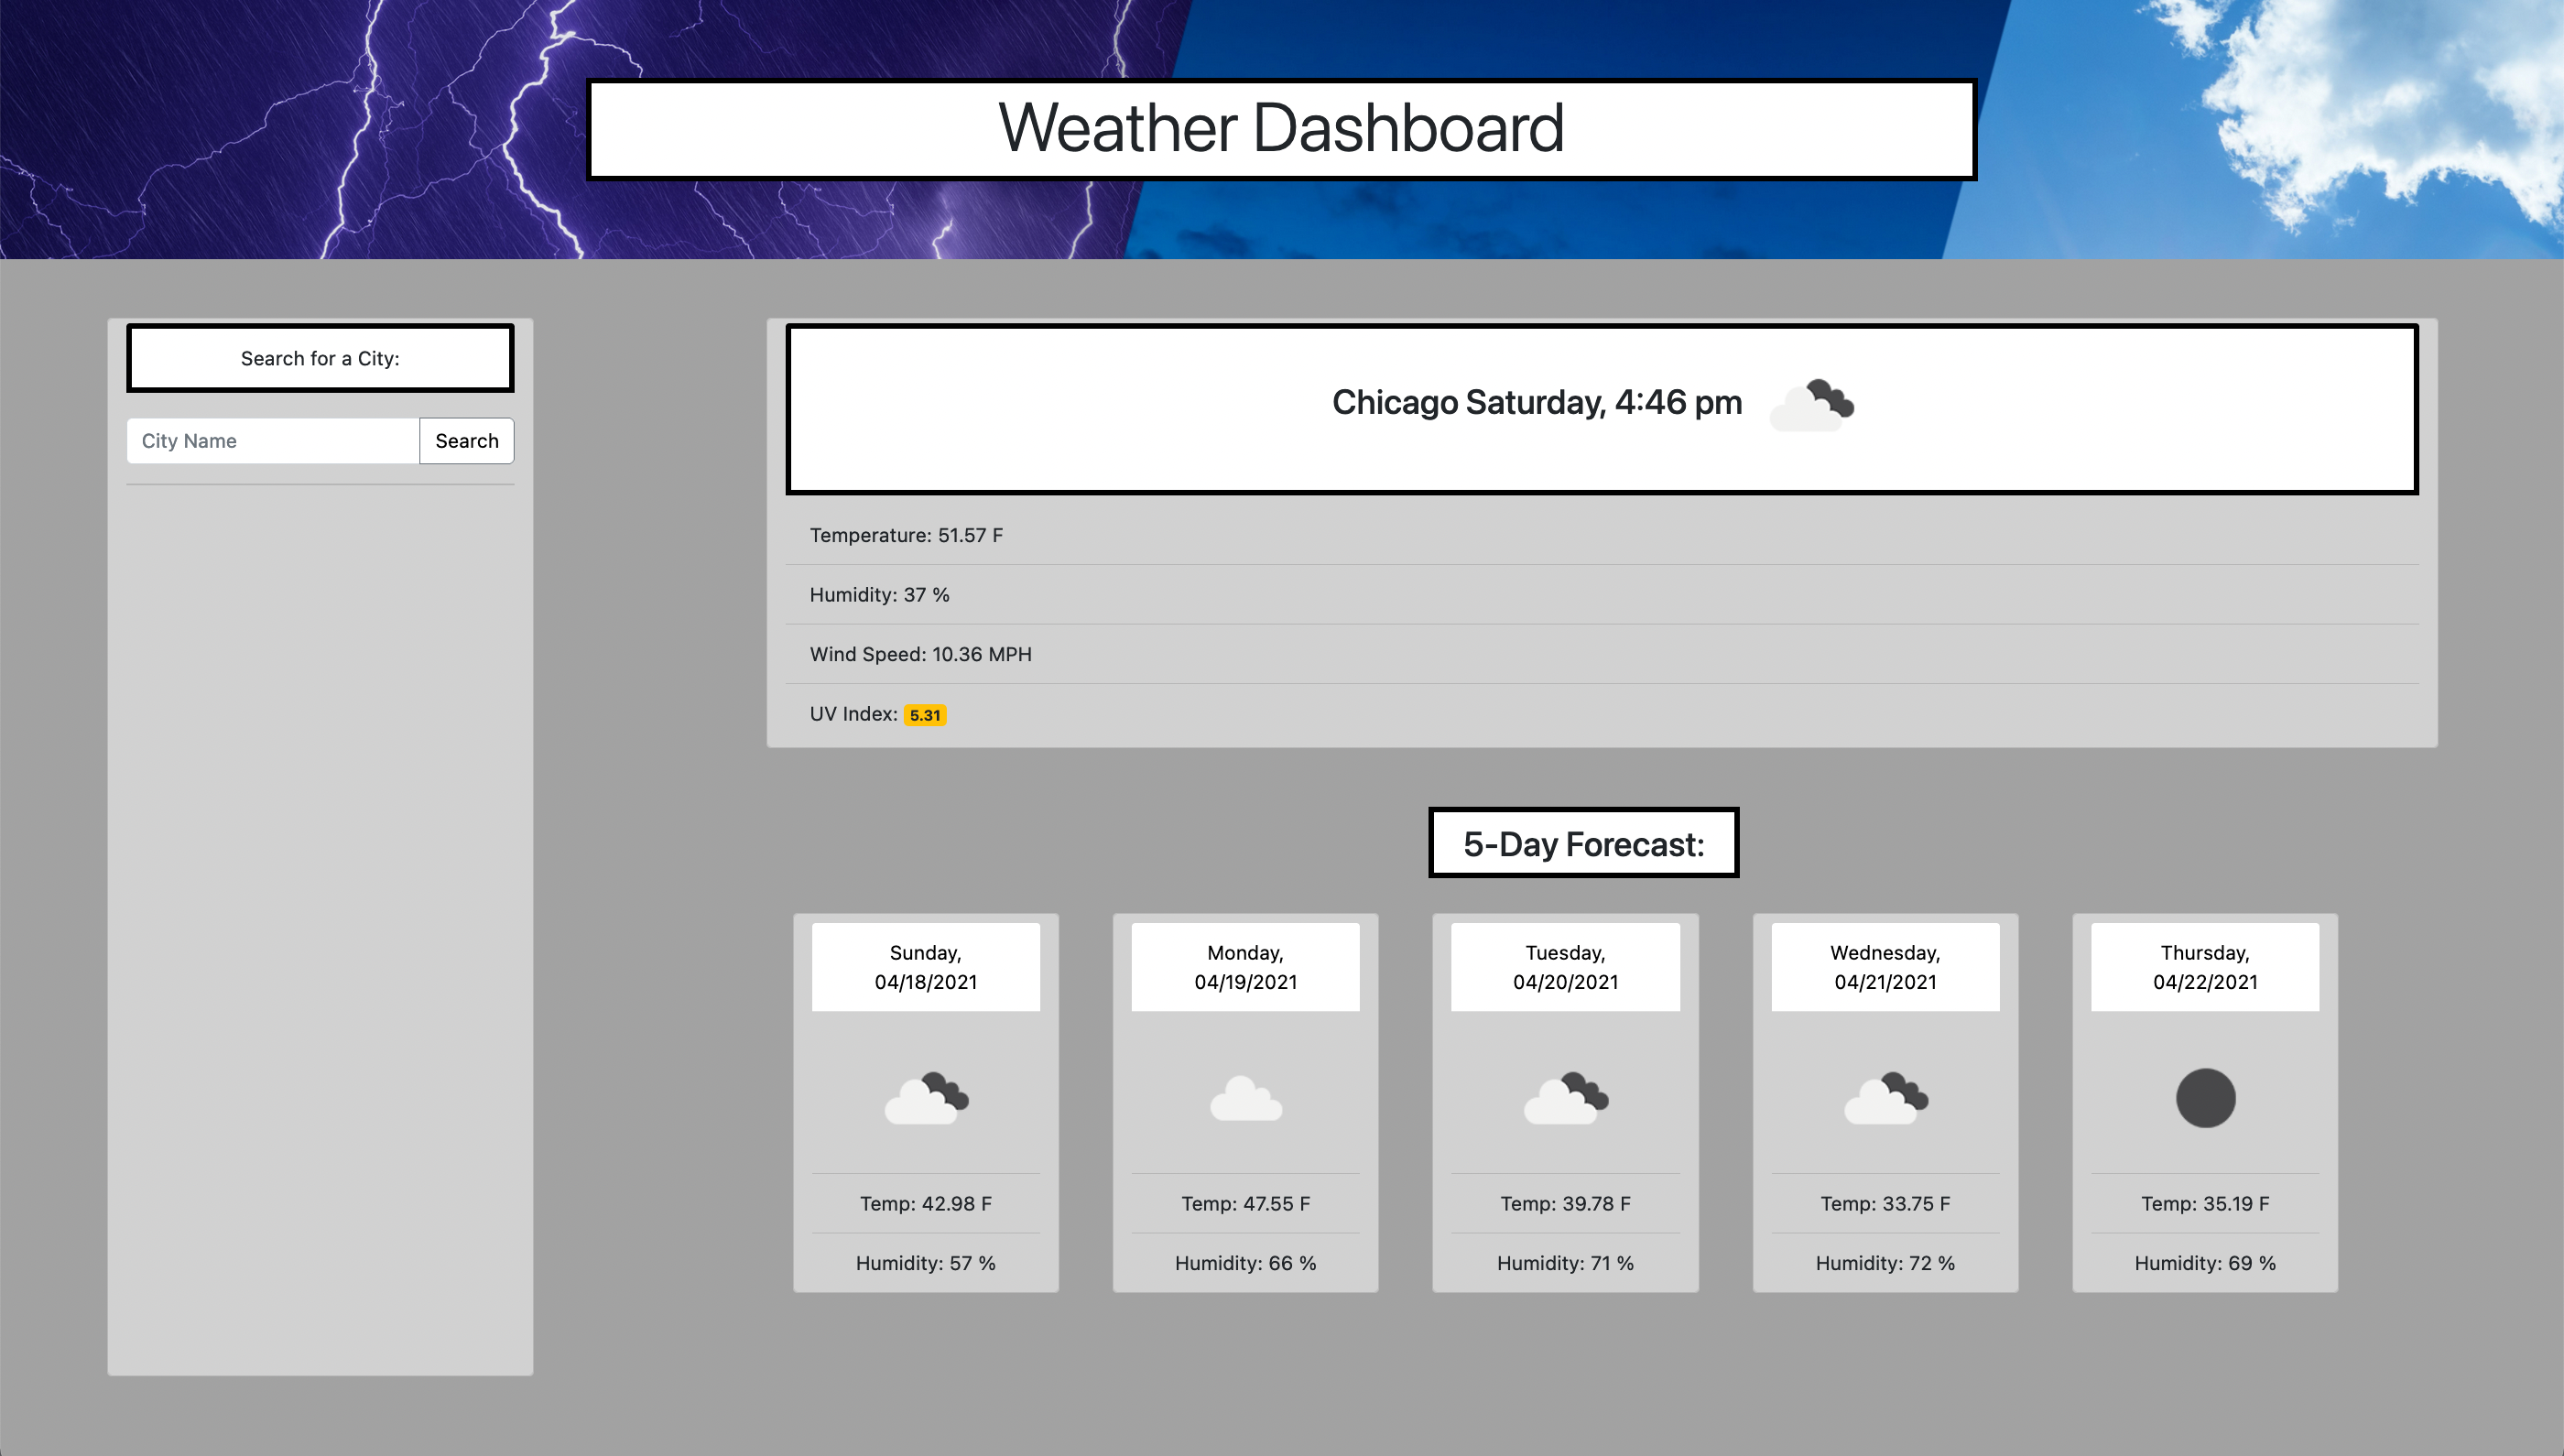 Weather Dashboard
Search for a City:
City Name
Search
Chicago Saturday, 4:46 pm
Temperature: 51.57 F
Humidity: 37 %
Wind Speed: 10.36 MPH
UV Index: 5.31
5-Day Forecast:
Sunday,
04/18/2021
Temp: 42.98 F
Humidity: 57 %
Monday,
04/19/2021
Temp: 47.55 F
Humidity: 66 %
Tuesday,
04/20/2021
Temp: 39.78 F
Humidity: 71 %
Wednesday,
04/21/2021
Temp: 33.75 F
Humidity: 72 %
Thursday,
04/22/2021
Temp: 35.19 F
Humidity: 69 %